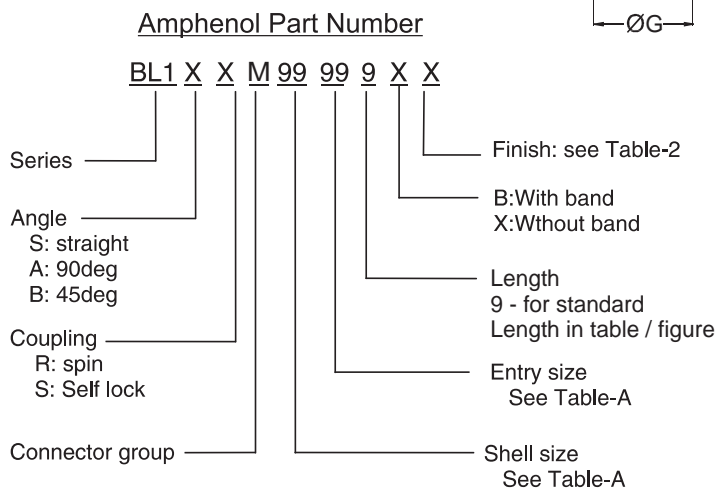 Amphenol Part Number
ØG
BL1 X X M 99 99 9 X X
Series
Angle
S: straight
A: 90deg
B: 45deg
Coupling
R: spin
S: Self lock
Connector group
Finish: see Table-2
B:With band
X:Wthout band
Length
9 - for standard
Length in table / figure
Entry size
See Table-A
Shell size
See Table-A